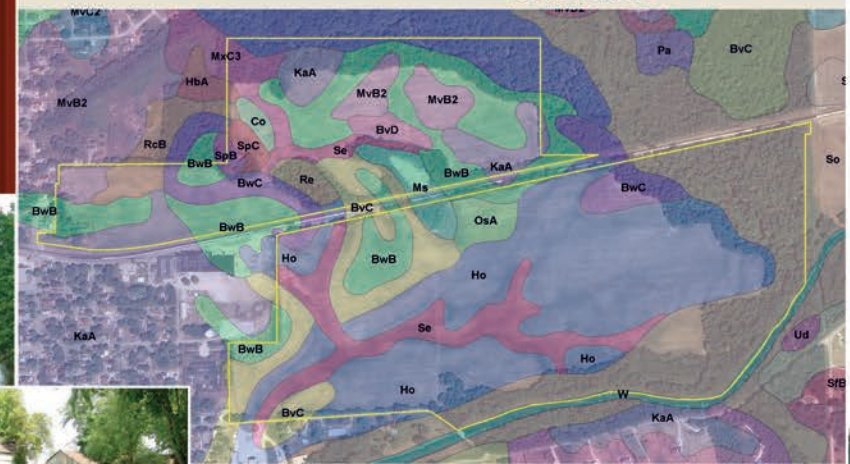 MvC2
Pa
BvC
MxC3
KaA
HbA
MvB2
MvB2
MvB2
Co
BvD
RcB
SpC
Se
SpB
BwB
BwB
KaA
So
Re
Ms
BwC
BwC
BwB
BvC
OsA
BwB
Ho
BwB
Ho
Se
KaA
Ud
BwB
Ho
SfB
Ho
W
BvC
KaA